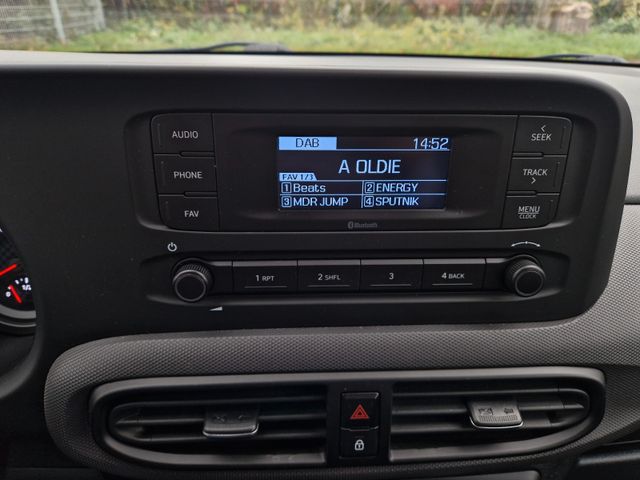 AUDIO
PHONE
FAV
DAB 14:52
A OLDIE
FAV 1/3
1 Beats 2 ENERGY
3 MDR JUMP 4 SPUTNIK
Bluetooth
< SEEK
TRACK >
MENU
CLOCK
1 RPT 2 SHFL 3 4 BACK